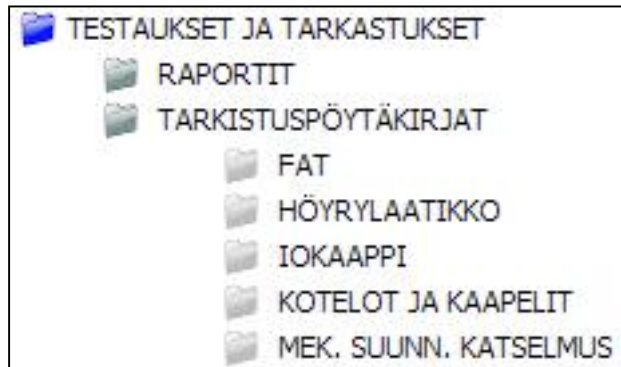 TESTAUKSET JA TARKASTUKSET
RAPORTIT
TARKISTUSPÖYTÄKIRJAT
FAT
HÖYRYLAATIKKO
IOKAAPPI
KOTELOT JA KAAPELIT
MEK. SUUNN. KATSELMUS